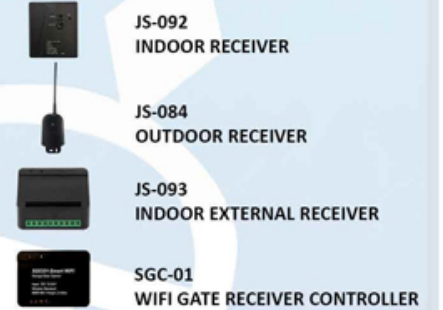 JS-092
INDOOR RECEIVER
JS-084
OUTDOOR RECEIVER
JS-093
INDOOR EXTERNAL RECEIVER
SGC-01
WIFI GATE RECEIVER CONTROLLER